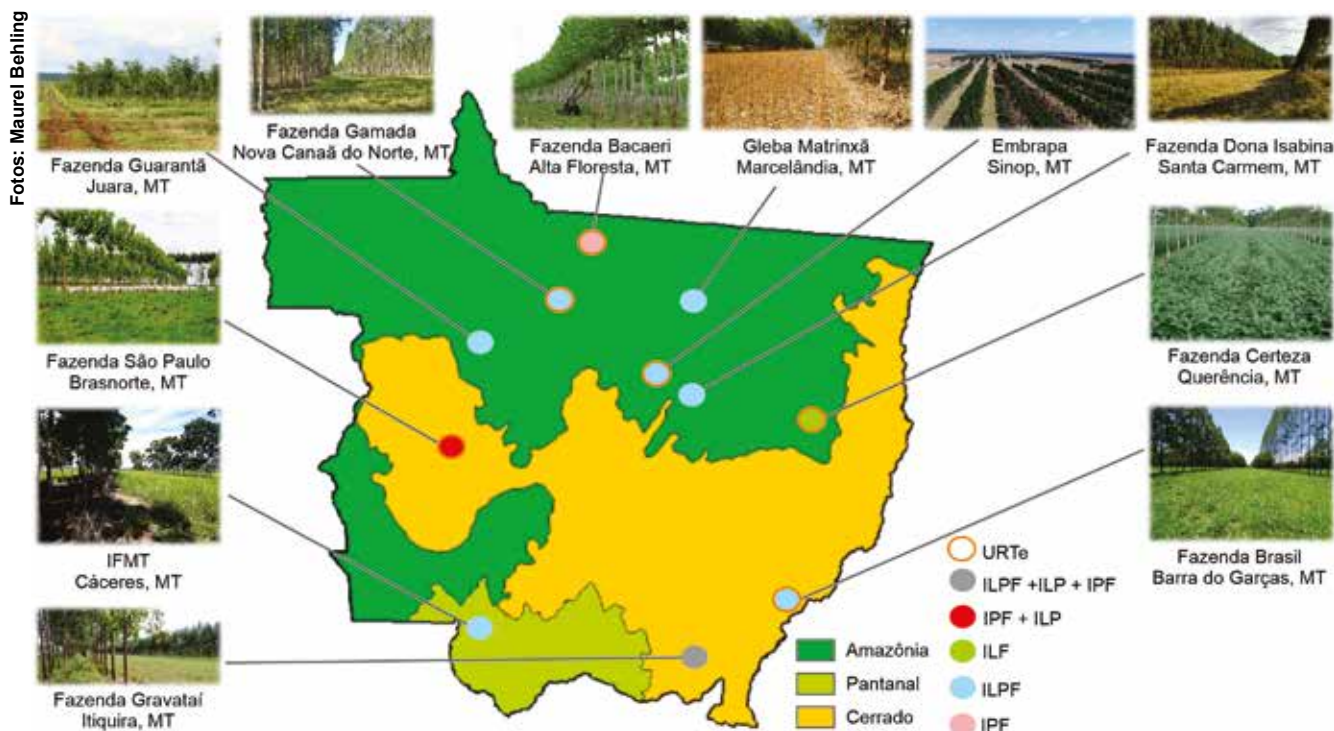 Fotos: Maurel Behling
Fazenda Guarantã
Juara, MT
Fazenda Gamada
Nova Canaã do Norte, MT
Fazenda Bacaeri
Alta Floresta, MT
Gleba Matrinxã
Marcelândia, MT
Embrapa
Sinop, MT
Fazenda Dona Isabina
Santa Carmem, MT
Fazenda São Paulo
Brasnorte, MT
Fazenda Certeza
Querência, MT
IFMT
Cáceres, MT
Fazenda Brasil
Barra do Garças, MT
Fazenda Gravataí
Itiquira, MT
Amazônia
Pantanal
Cerrado
URTe
ILPF +ILP + IPF
IPF + ILP
ILF
ILPF
IPF